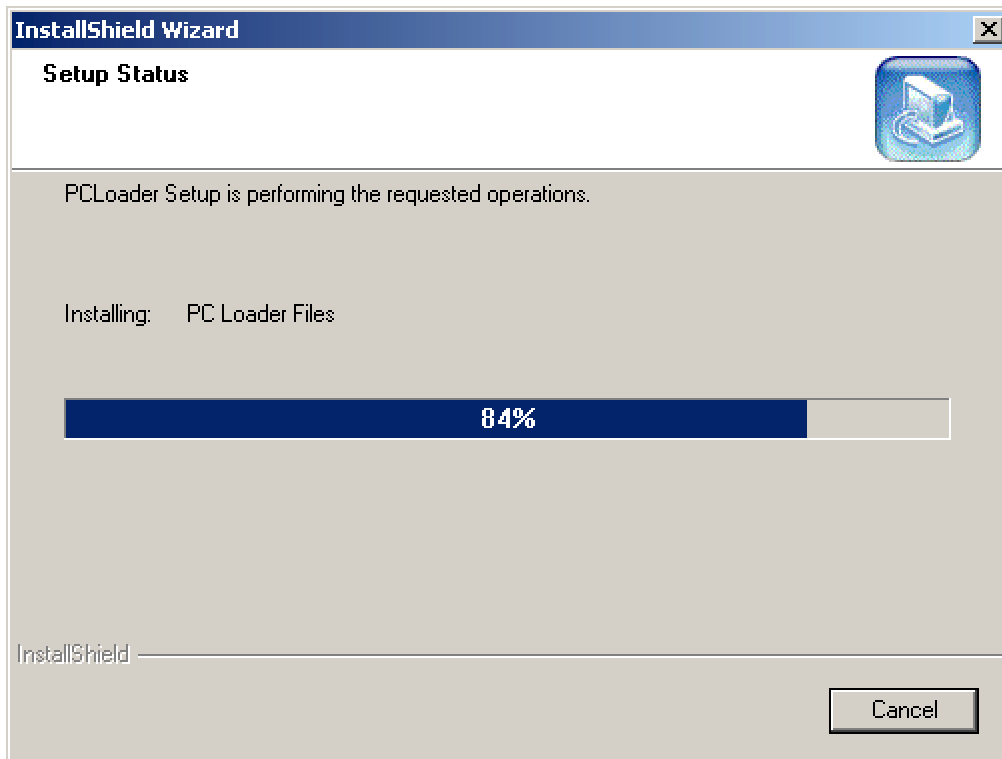 InstallShield Wizard
Setup Status
PCLoader Setup is performing the requested operations.
Installing: PC Loader Files
84%
InstallShield
Cancel